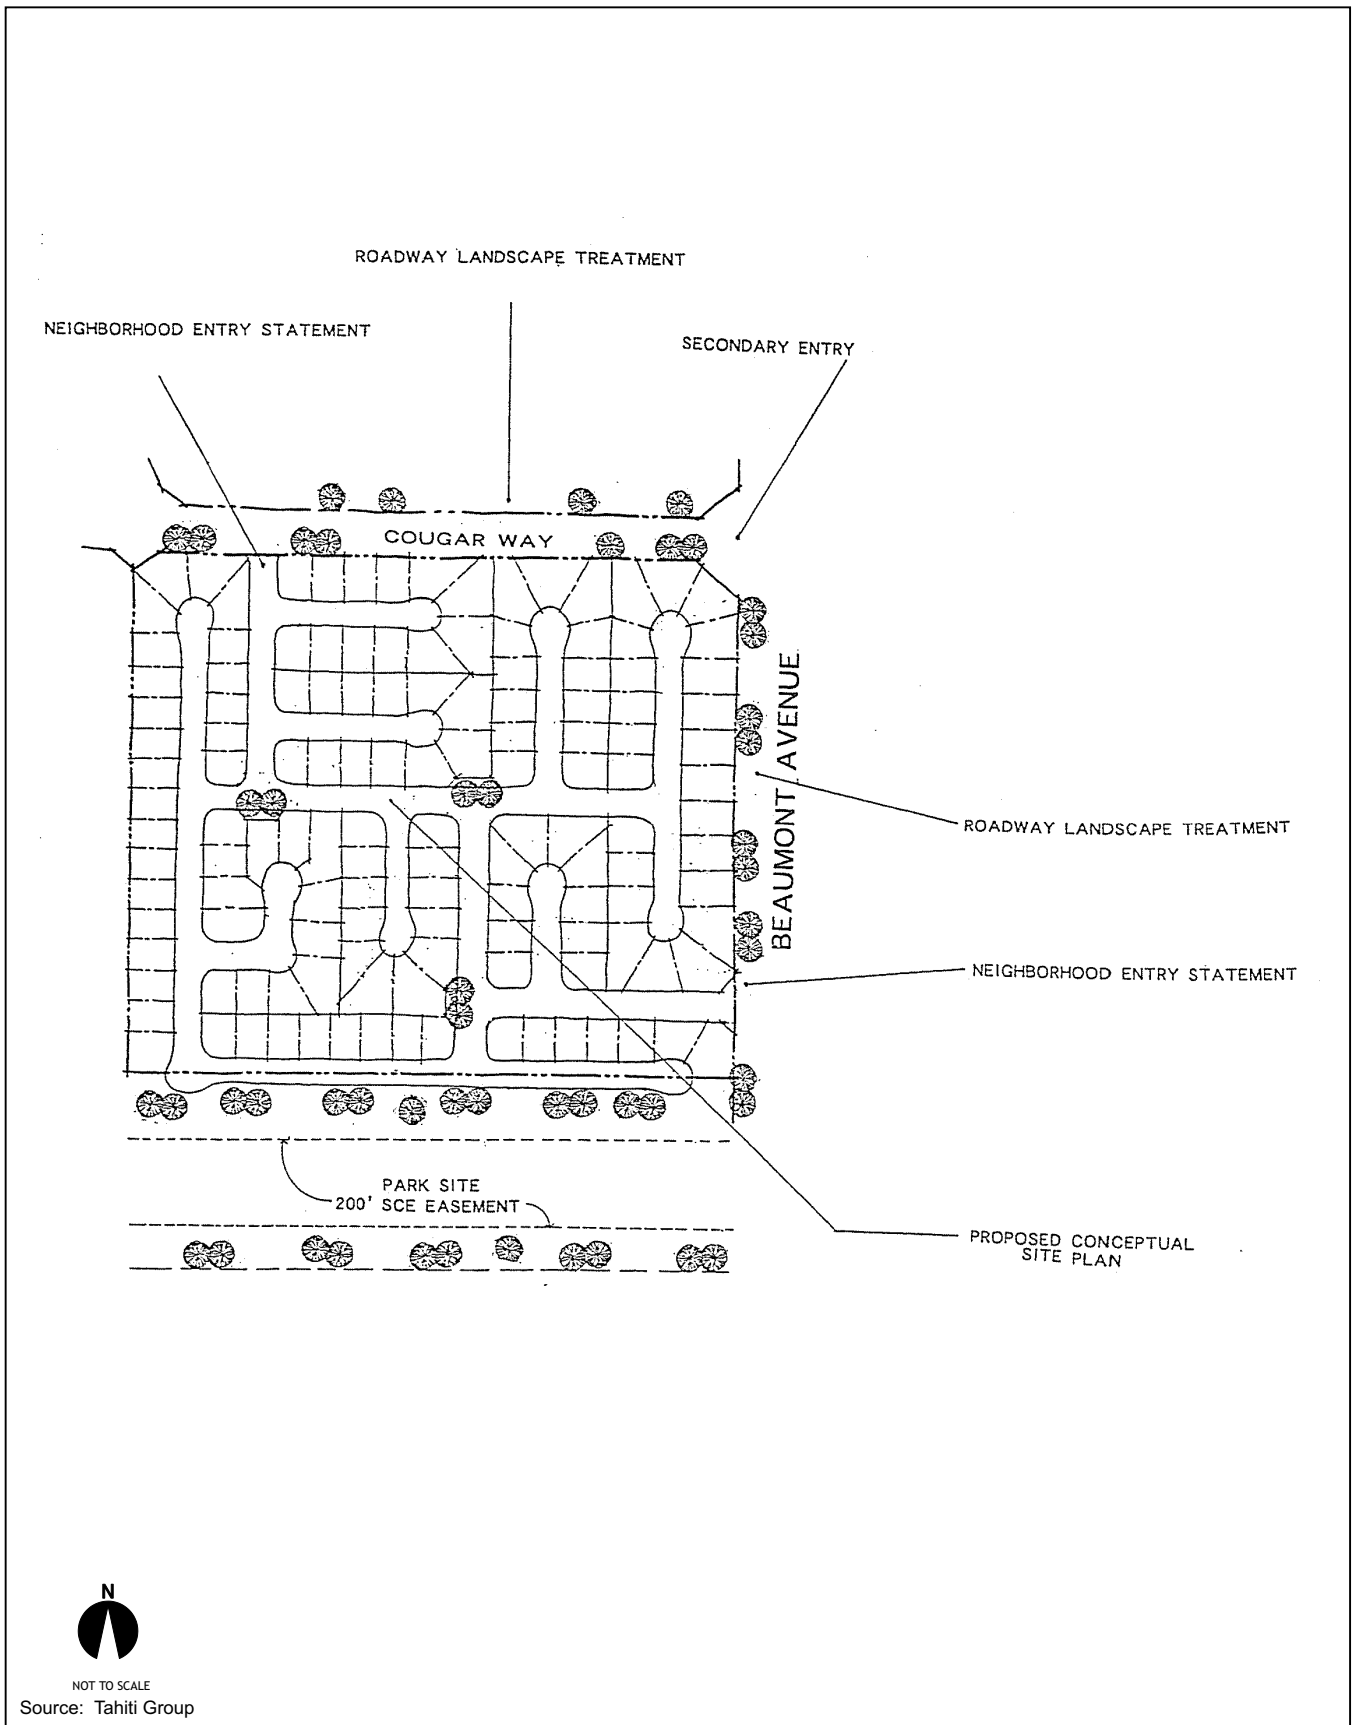 ROADWAY LANDSCAPE TREATMENT
NEIGHBORHOOD ENTRY STATEMENT
SECONDARY ENTRY
COUGAR WAY
BEAUMONT AVENUE
ROADWAY LANDSCAPE TREATMENT
NEIGHBORHOOD ENTRY STATEMENT
PARK SITE
200' SCE EASEMENT
PROPOSED CONCEPTUAL
SITE PLAN
N
NOT TO SCALE
Source: Tahiti Group